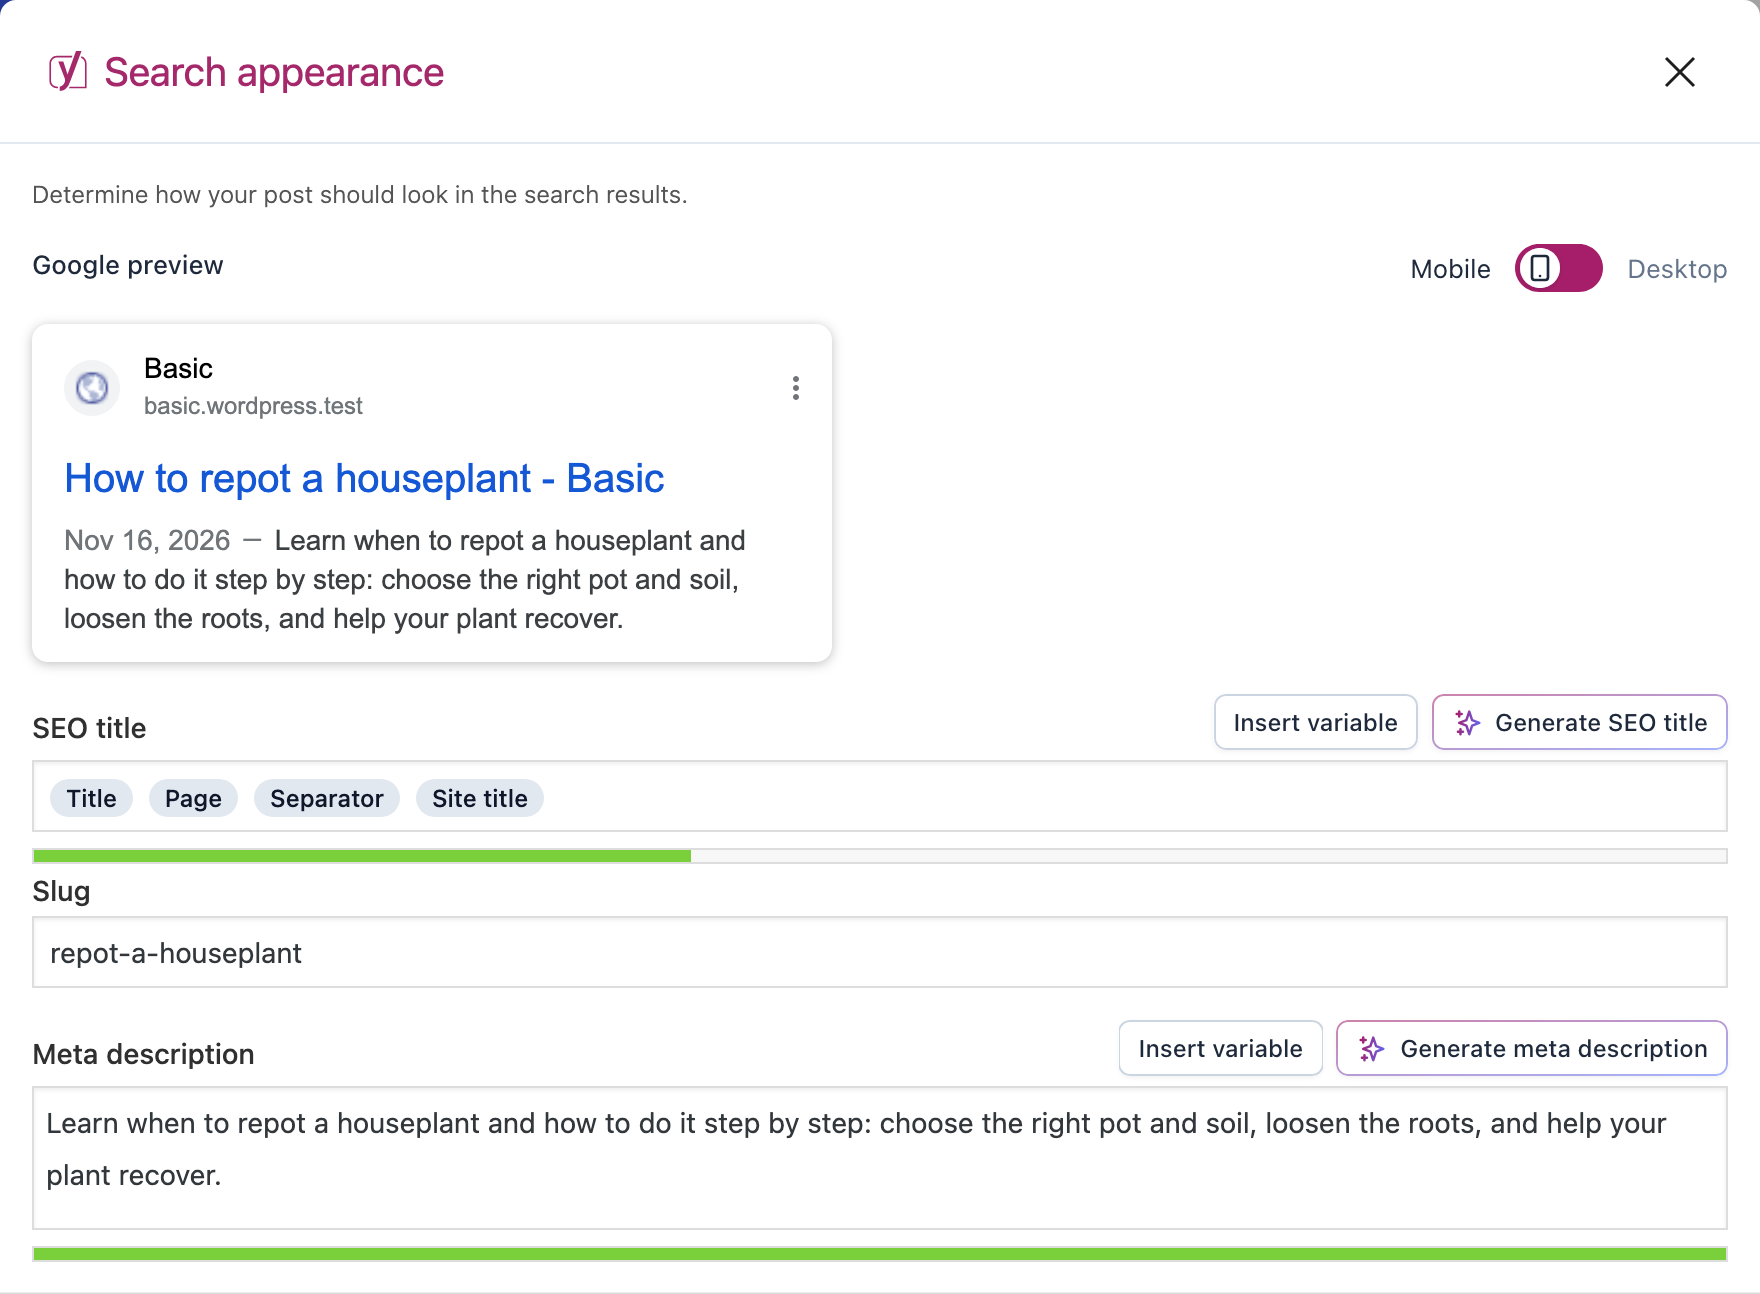 Search appearance
Determine how your post should look in the search results.
Google preview
Mobile
Desktop
Basic
basic.wordpress.test
How to repot a houseplant - Basic
Nov 16, 2026 — Learn when to repot a houseplant and
how to do it step by step: choose the right pot and soil,
loosen the roots, and help your plant recover.
SEO title
Insert variable
Generate SEO title
Title Page Separator Site title
Slug
repot-a-houseplant
Meta description
Insert variable
Generate meta description
Learn when to repot a houseplant and how to do it step by step: choose the right pot and soil, loosen the roots, and help your
plant recover.